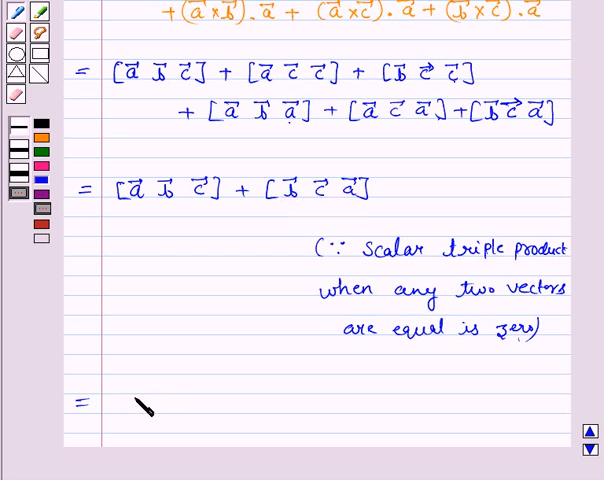 +(a⃗×b⃗).a⃗ + (a⃗×c⃗).a⃗ + (b⃗×c⃗).a⃗
= [a⃗ b⃗ c⃗] + [a⃗ c⃗ c⃗] + [b⃗ c⃗ c⃗]
+ [a⃗ b⃗ a⃗] + [a⃗ c⃗ a⃗] + [b⃗ c⃗ a⃗]
= [a⃗ b⃗ c⃗] + [b⃗ c⃗ a⃗]
(∵ scalar triple product
when any two vectors
are equal is zero)
=